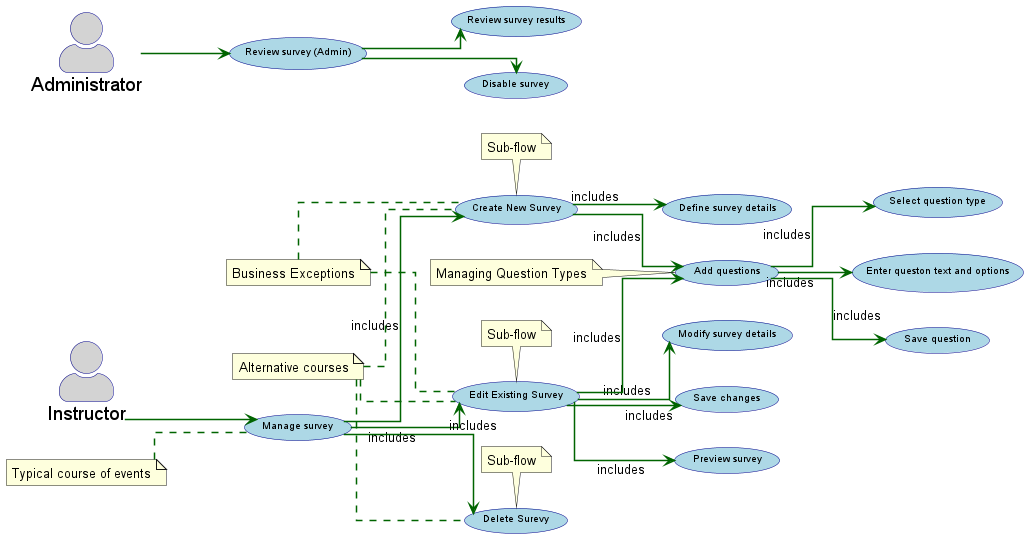 Review survey results
Review survey (Admin)
Administrator
Disable survey
Sub-flow
includes
Create New Survey
Define survey details
Select question type
includes
includes
Business Exceptions
Managing Question Types
Add questions
Enter queston text and options
includes
includes
includes
Sub-flow
Modify survey details
Save question
includes
Alternative courses
Edit Existing Survey
includes
Save changes
Instructor
includes
Manage survey
includes
includes
Sub-flow
Preview survey
includes
Typical course of events
Delete Surevy